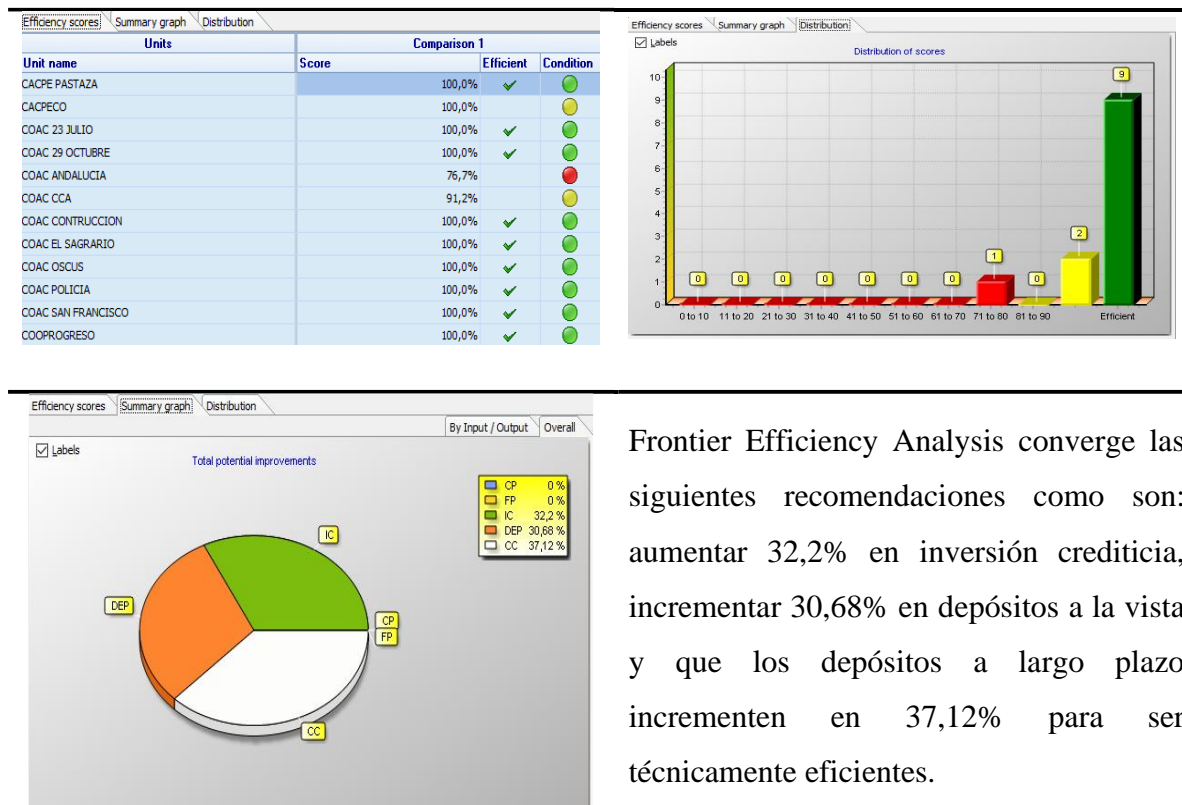 Efficiency scores Summary graph Distribution
Units Comparison 1
Unit name Score Efficient Condition
CACPE PASTAZA 100,0%
CACPECO 100,0%
COAC 23 JULIO 100,0%
COAC 29 OCTUBRE 100,0%
COAC ANDALUCIA 76,7%
COAC CCA 91,2%
COAC CONTRUCCION 100,0%
COAC EL SAGRARIO 100,0%
COAC OSCUS 100,0%
COAC POLICIA 100,0%
COAC SAN FRANCISCO 100,0%
COOPROGRESO 100,0%
Efficiency scores Summary graph Distribution
Labels
Distribution of scores
10
9
8
7
6
5
4
3
2
1
0
0 0 0 0 0 0 0 1 0 2 9
0 to 10 11 to 20 21 to 30 31 to 40 41 to 50 51 to 60 61 to 70 71 to 80 81 to 90 Efficient
Efficiency scores Summary graph Distribution
By Input / Output Overall
Labels
Total potential improvements
CP 0 %
FP 0 %
IC 32,2 %
DEP 30,68 %
CC 37,12 %
IC
DEP
CP
FP
CC
Frontier Efficiency Analysis converge las
siguientes recomendaciones como son:
aumentar 32,2% en inversión crediticia,
incrementar 30,68% en depósitos a la vista
y que los depósitos a largo plazo
incrementen en 37,12% para ser
técnicamente eficientes.